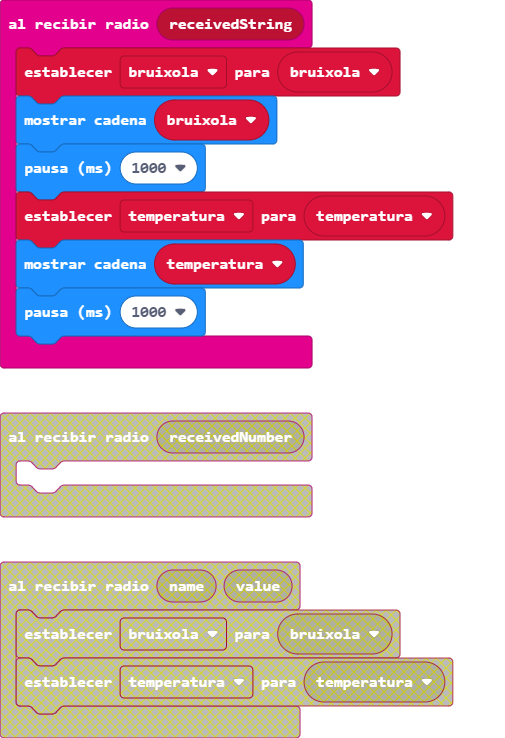 al recibir radio receivedString
establecer bruixola para bruixola
mostrar cadena bruixola
pausa (ms) 1000
establecer temperatura para temperatura
mostrar cadena temperatura
pausa (ms) 1000
al recibir radio receivedNumber
al recibir radio name value
establecer bruixola para bruixola
establecer temperatura para temperatura